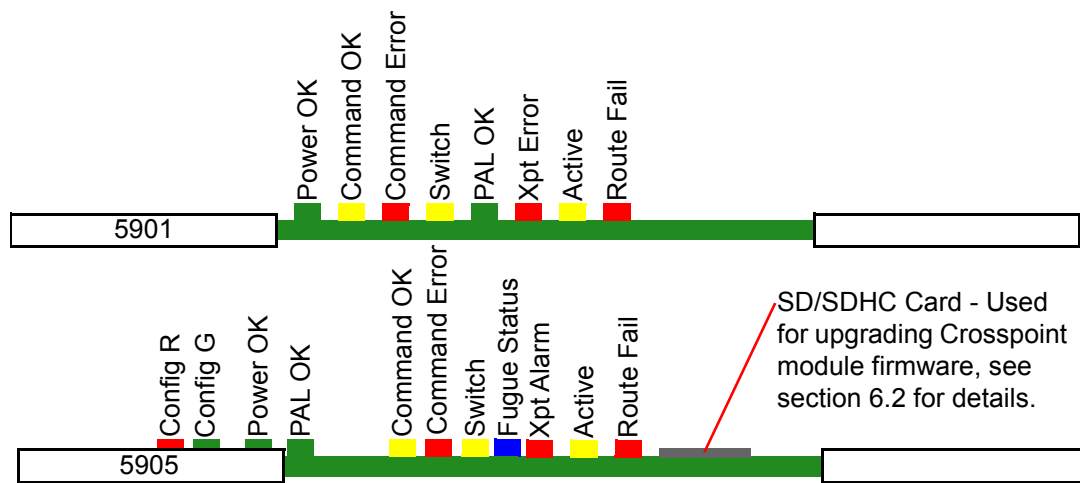 Power OK
Command OK
Command Error
Switch
PAL OK
Xpt Error
Active
Route Fail
5901
Config R
Config G
Power OK
PAL OK
Command OK
Command Error
Switch
Fugue Status
Xpt Alarm
Active
Route Fail
SD/SDHC Card - Used
for upgrading Crosspoint
module firmware, see
section 6.2 for details.
5905